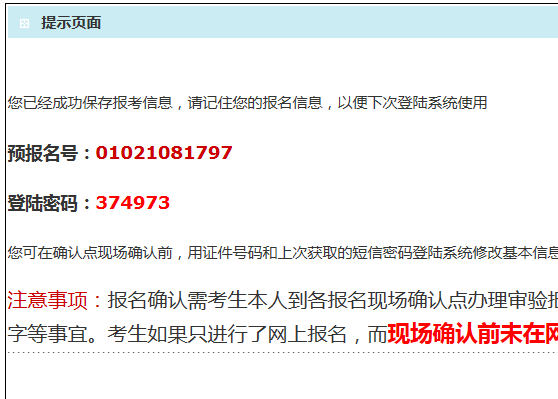 提示页面
您已经成功保存报考信息，请记住您的报名信息，以便下次登陆系统使用
预报名号：01021081797
登陆密码：374973
您可在确认点现场确认前，用证件号码和上次获取的短信密码登陆系统修改基本信息
注意事项：报名确认需考生本人到各报名现场确认点办理审验报
字等事宜。考生如果只进行了网上报名，而现场确认前未在网